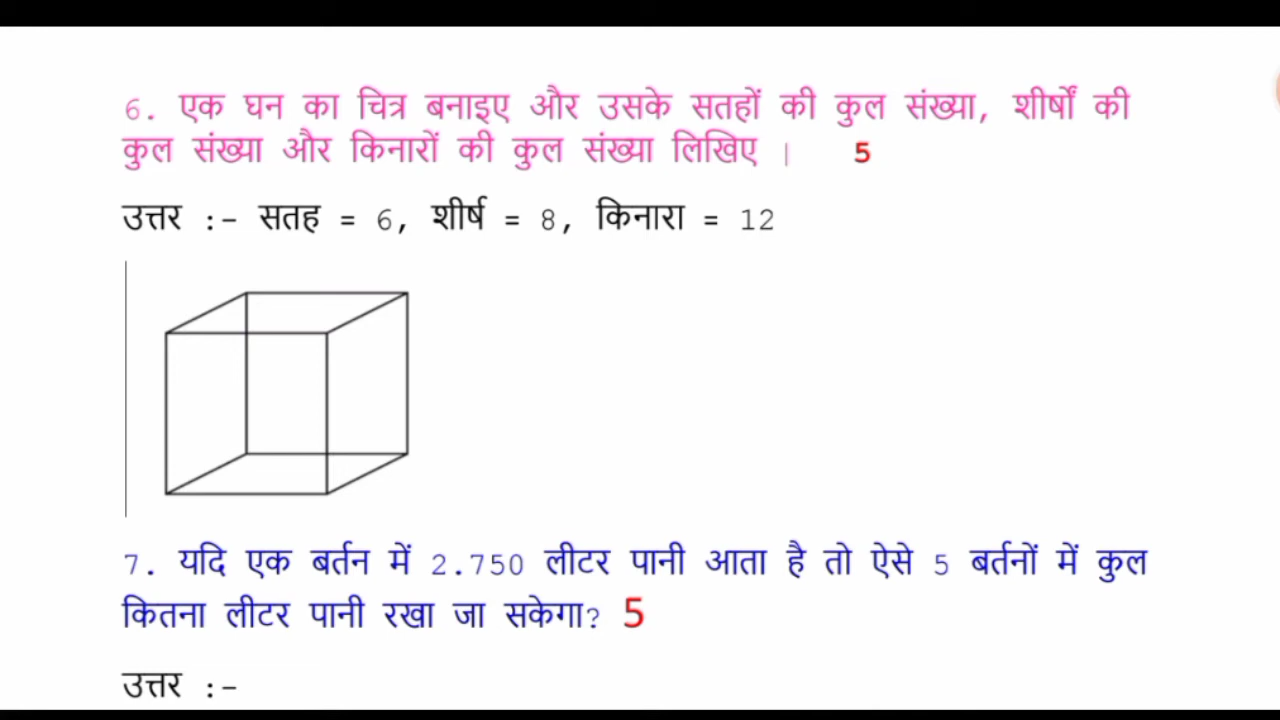 6. एक घन का चित्र बनाइए और उसके सतहों की कुल संख्या, शीर्षों की
कुल संख्या और किनारों की कुल संख्या लिखिए | 5
उत्तर :- सतह = 6, शीर्ष = 8, किनारा = 12
7. यदि एक बर्तन में 2.750 लीटर पानी आता है तो ऐसे 5 बर्तनों में कुल
कितना लीटर पानी रखा जा सकेगा? 5
उत्तर :-